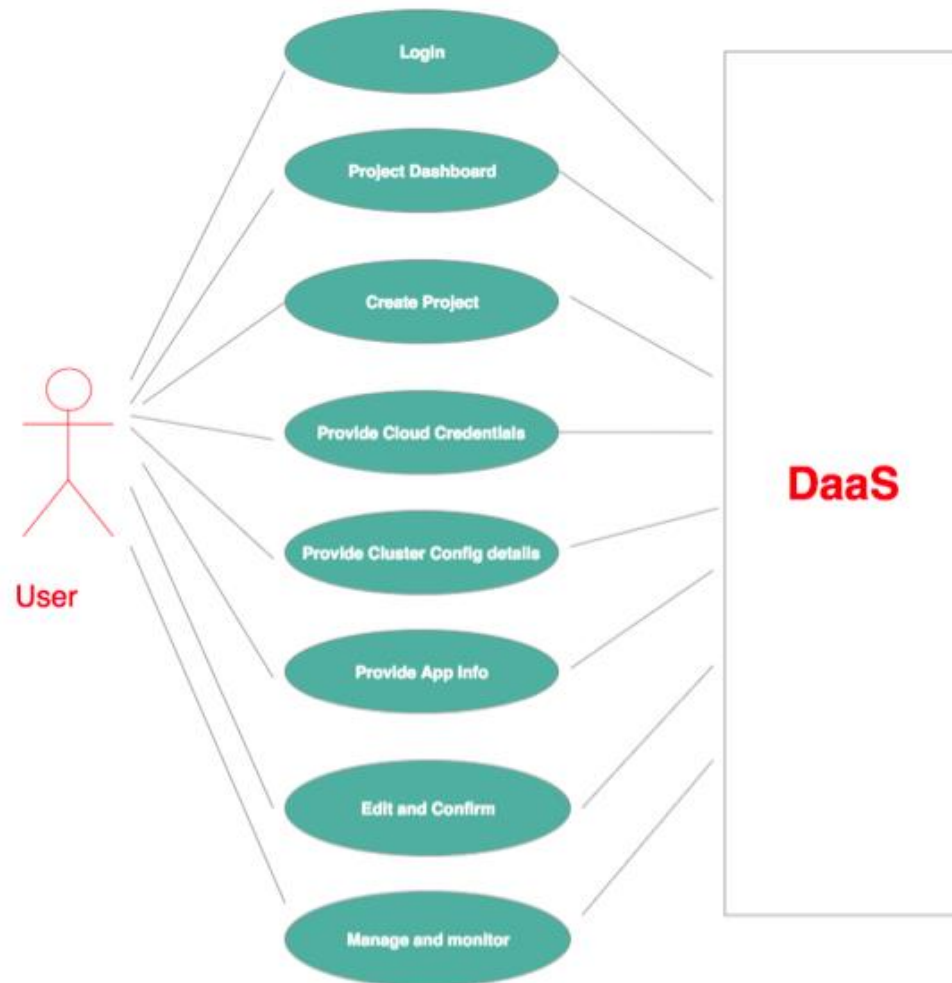 Login
Project Dashboard
Create Project
Provide Cloud Credentials
DaaS
Provide Cluster Config details
User
Provide App Info
Edit and Confirm
Manage and monitor